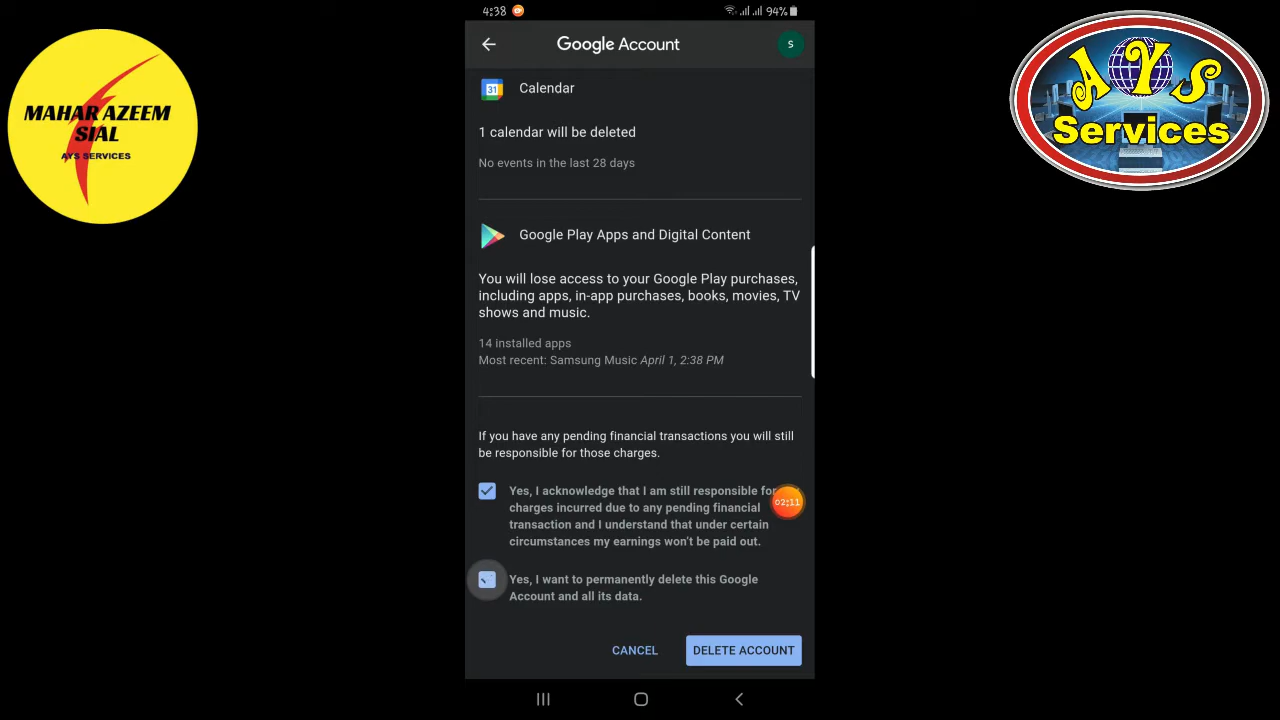 4:38
94%
MAHAR AZEEM
SIAL
AYS SERVICES
Google Account
S
AYS
Services
31
Calendar
1 calendar will be deleted
No events in the last 28 days
Google Play Apps and Digital Content
You will lose access to your Google Play purchases,
including apps, in-app purchases, books, movies, TV
shows and music.
14 installed apps
Most recent: Samsung Music April 1, 2:38 PM
If you have any pending financial transactions you will still
be responsible for those charges.
Yes, I acknowledge that I am still responsible for
charges incurred due to any pending financial
transaction and I understand that under certain
circumstances my earnings won't be paid out.
02:11
Yes, I want to permanently delete this Google
Account and all its data.
CANCEL
DELETE ACCOUNT